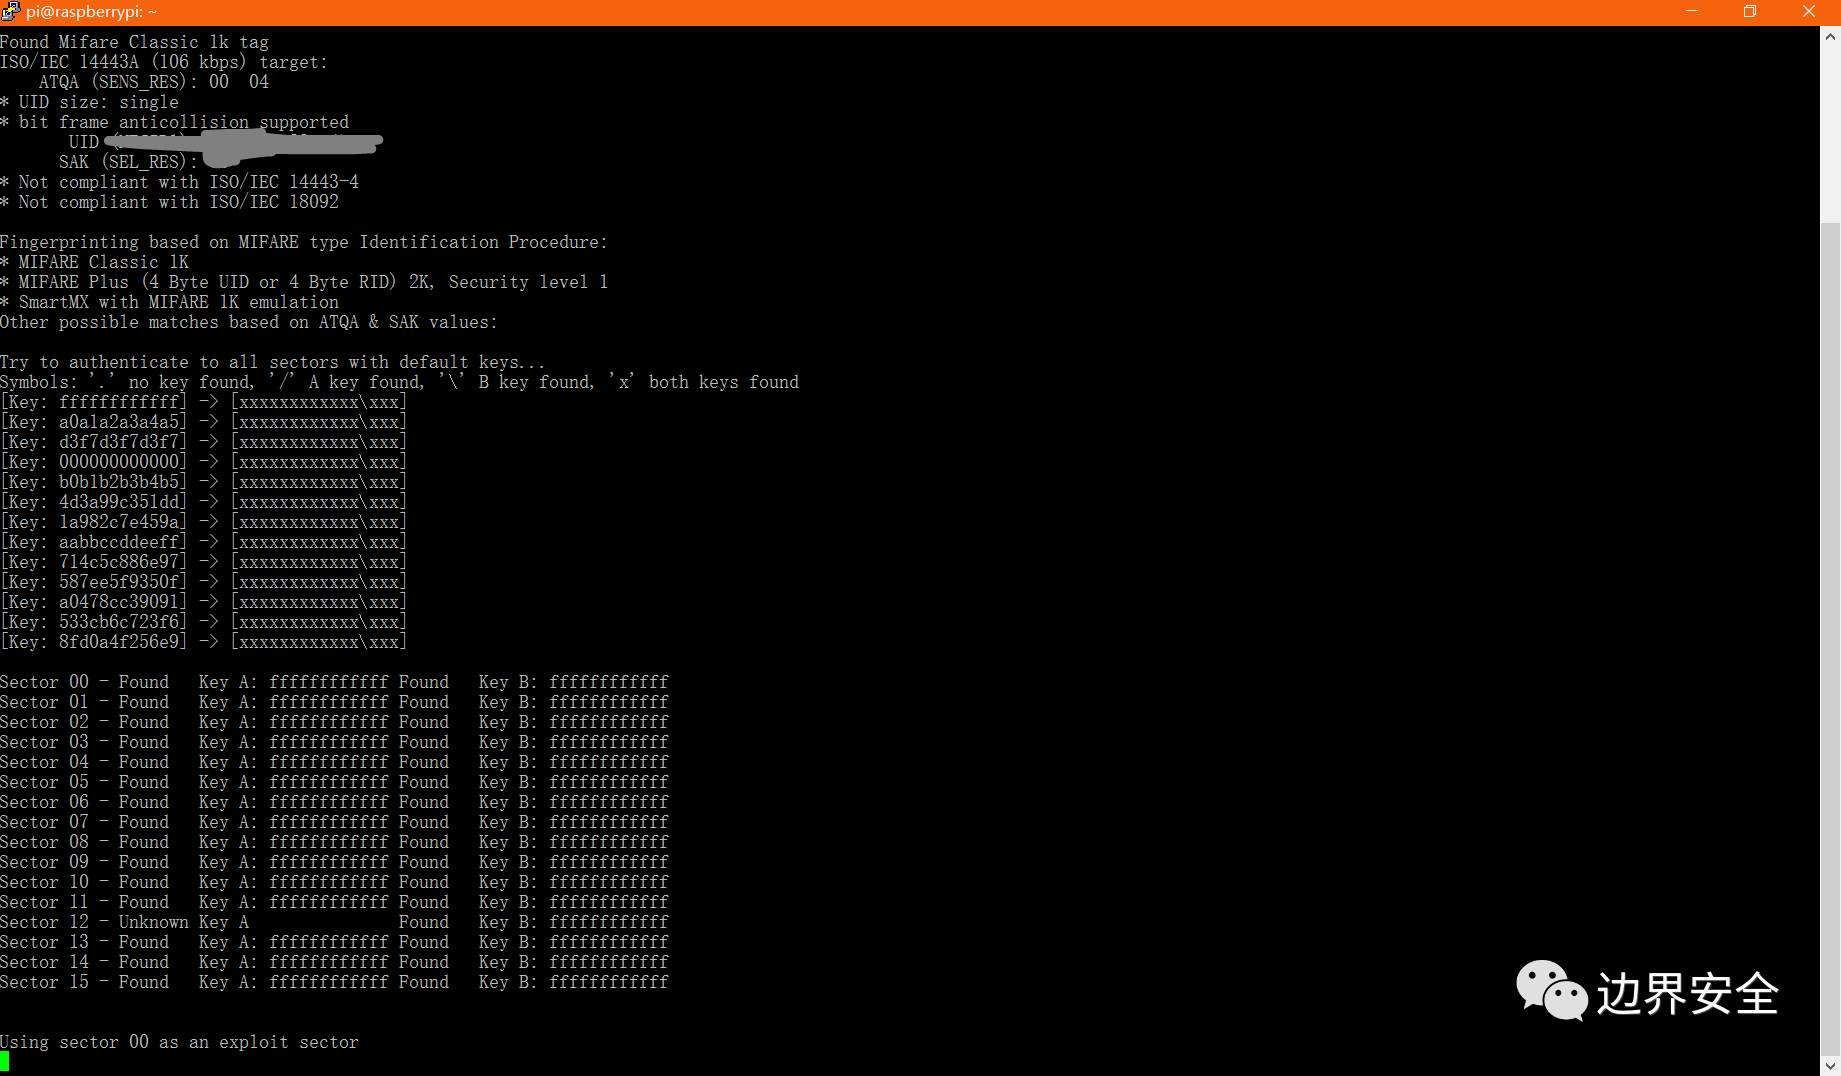 pi@raspberrypi: ~
Found Mifare Classic 1k tag
ISO/IEC 14443A (106 kbps) target:
    ATQA (SENS_RES): 00  04
* UID size: single
* bit frame anticollision supported
       UID
      SAK (SEL_RES):
* Not compliant with ISO/IEC 14443-4
* Not compliant with ISO/IEC 18092
Fingerprinting based on MIFARE type Identification Procedure:
* MIFARE Classic 1K
* MIFARE Plus (4 Byte UID or 4 Byte RID) 2K, Security level 1
* SmartMX with MIFARE 1K emulation
Other possible matches based on ATQA & SAK values:
Try to authenticate to all sectors with default keys...
Symbols: '.' no key found, '/' A key found, '\' B key found, 'x' both keys found
[Key: ffffffffffff] -> [xxxxxxxxxxxx\xxx]
[Key: a0a1a2a3a4a5] -> [xxxxxxxxxxxx\xxx]
[Key: d3f7d3f7d3f7] -> [xxxxxxxxxxxx\xxx]
[Key: 000000000000] -> [xxxxxxxxxxxx\xxx]
[Key: b0b1b2b3b4b5] -> [xxxxxxxxxxxx\xxx]
[Key: 4d3a99c351dd] -> [xxxxxxxxxxxx\xxx]
[Key: 1a982c7e459a] -> [xxxxxxxxxxxx\xxx]
[Key: aabbccddeeff] -> [xxxxxxxxxxxx\xxx]
[Key: 714c5c886e97] -> [xxxxxxxxxxxx\xxx]
[Key: 587ee5f9350f] -> [xxxxxxxxxxxx\xxx]
[Key: a0478cc39091] -> [xxxxxxxxxxxx\xxx]
[Key: 533cb6c723f6] -> [xxxxxxxxxxxx\xxx]
[Key: 8fd0a4f256e9] -> [xxxxxxxxxxxx\xxx]
Sector 00 - Found   Key A: ffffffffffff Found   Key B: ffffffffffff
Sector 01 - Found   Key A: ffffffffffff Found   Key B: ffffffffffff
Sector 02 - Found   Key A: ffffffffffff Found   Key B: ffffffffffff
Sector 03 - Found   Key A: ffffffffffff Found   Key B: ffffffffffff
Sector 04 - Found   Key A: ffffffffffff Found   Key B: ffffffffffff
Sector 05 - Found   Key A: ffffffffffff Found   Key B: ffffffffffff
Sector 06 - Found   Key A: ffffffffffff Found   Key B: ffffffffffff
Sector 07 - Found   Key A: ffffffffffff Found   Key B: ffffffffffff
Sector 08 - Found   Key A: ffffffffffff Found   Key B: ffffffffffff
Sector 09 - Found   Key A: ffffffffffff Found   Key B: ffffffffffff
Sector 10 - Found   Key A: ffffffffffff Found   Key B: ffffffffffff
Sector 11 - Found   Key A: ffffffffffff Found   Key B: ffffffffffff
Sector 12 - Unknown Key A               Found   Key B: ffffffffffff
Sector 13 - Found   Key A: ffffffffffff Found   Key B: ffffffffffff
Sector 14 - Found   Key A: ffffffffffff Found   Key B: ffffffffffff
Sector 15 - Found   Key A: ffffffffffff Found   Key B: ffffffffffff
边界安全
Using sector 00 as an exploit sector